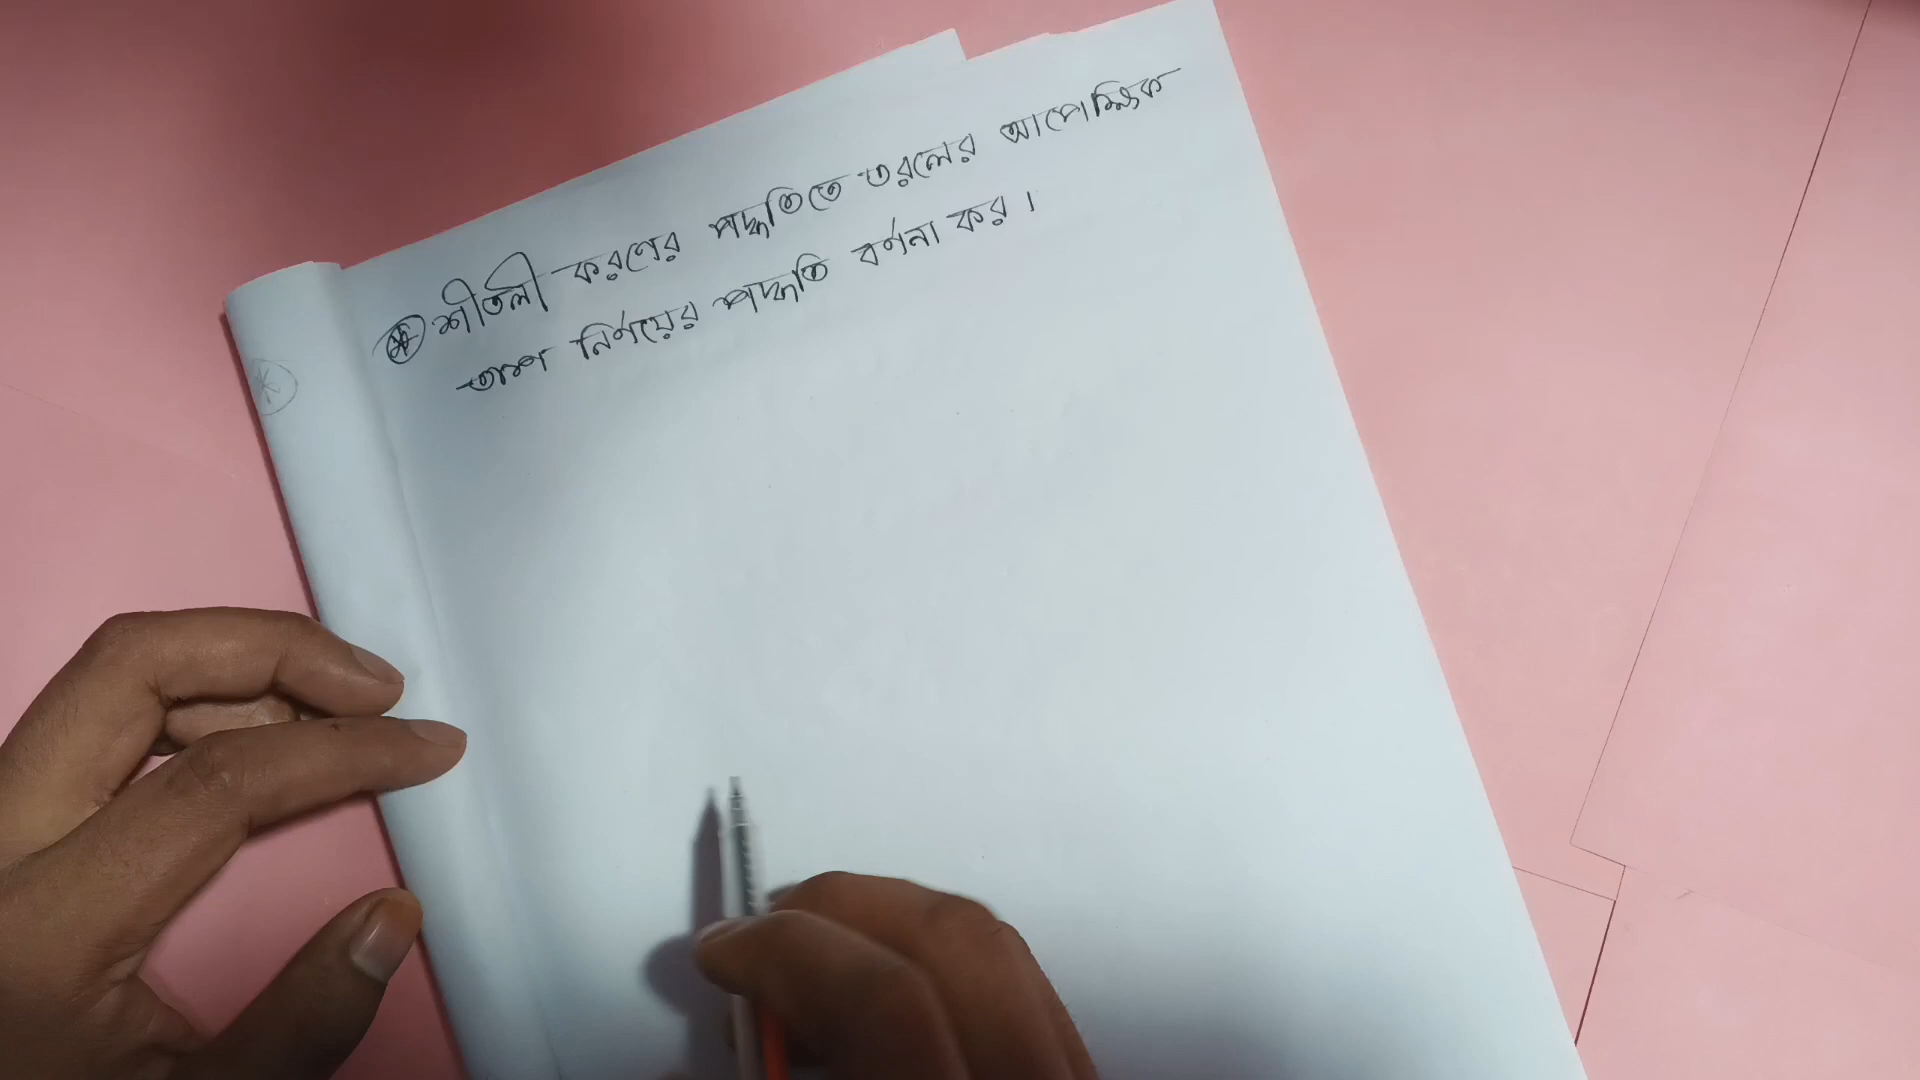 শীতলী করণের পদ্ধতিতে তরলের আপেক্ষিক
তাপ নির্ণয়ের পদ্ধতি বর্ণনা কর।